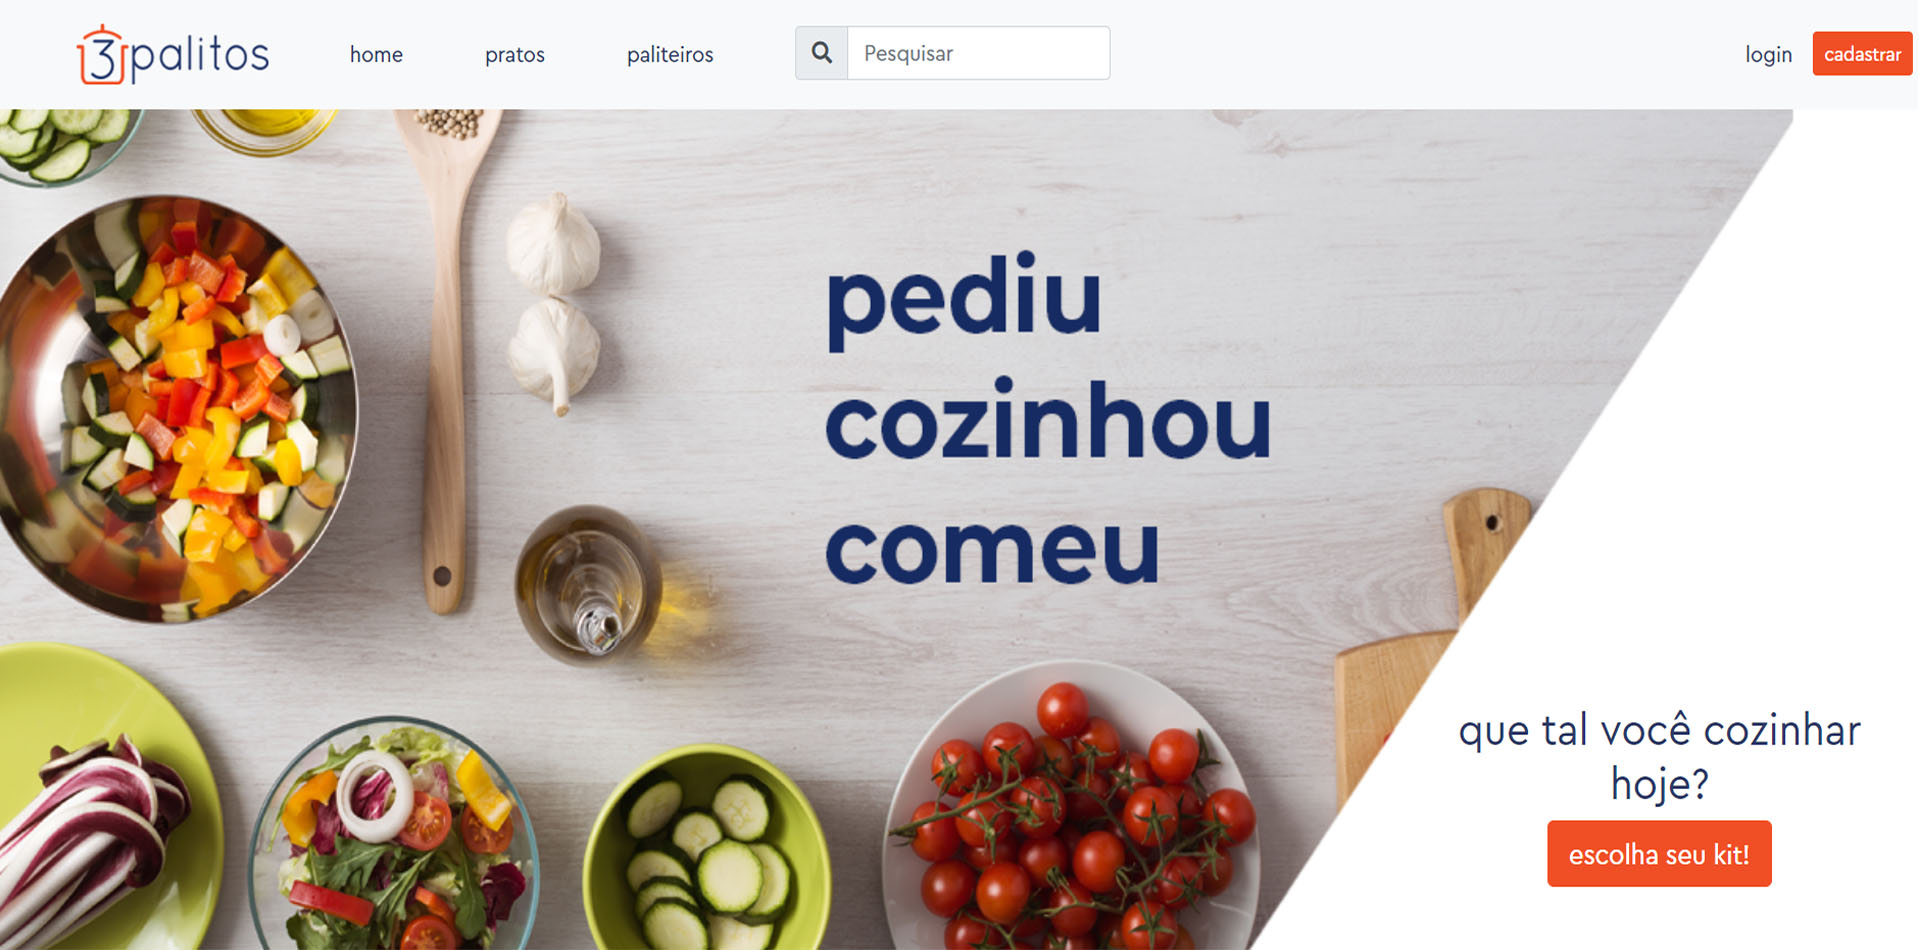 3palitos
home
pratos
paliteiros
Pesquisar
login
cadastrar
pediu
cozinhou
comeu
que tal você cozinhar
hoje?
escolha seu kit!